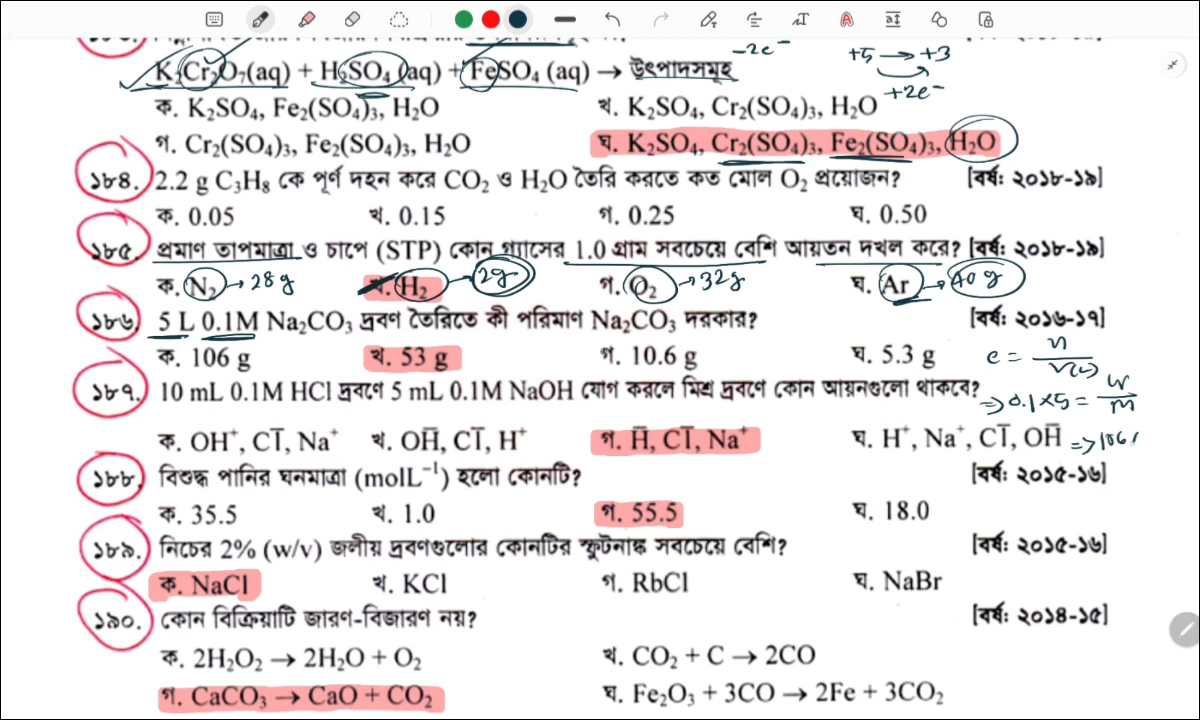 -2e⁻
+5 → +3
+2e⁻
K₂Cr₂O₇(aq) + H₂SO₄ (aq) + FeSO₄ (aq) → উৎপাদসমূহ
ক. K₂SO₄, Fe₂(SO₄)₃, H₂O খ. K₂SO₄, Cr₂(SO₄)₃, H₂O
গ. Cr₂(SO₄)₃, Fe₂(SO₄)₃, H₂O ঘ. K₂SO₄, Cr₂(SO₄)₃, Fe₂(SO₄)₃, H₂O
১৮৪. 2.2 g C₃H₈ কে পূর্ণ দহন করে CO₂ ও H₂O তৈরি করতে কত মোল O₂ প্রয়োজন? [বর্ষ: ২০১৮-১৯]
ক. 0.05 খ. 0.15 গ. 0.25 ঘ. 0.50
১৮৫. প্রমাণ তাপমাত্রা ও চাপে (STP) কোন গ্যাসের 1.0 গ্রাম সবচেয়ে বেশি আয়তন দখল করে? [বর্ষ: ২০১৮-১৯]
ক. N₂ → 28g খ. H₂ → 2g গ. O₂ → 32g ঘ. Ar → 40g
১৮৬. 5 L 0.1M Na₂CO₃ দ্রবণ তৈরিতে কী পরিমাণ Na₂CO₃ দরকার? [বর্ষ: ২০১৬-১৭]
ক. 106 g খ. 53 g গ. 10.6 g ঘ. 5.3 g
১৮৭. 10 mL 0.1M HCl দ্রবণে 5 mL 0.1M NaOH যোগ করলে মিশ্র দ্রবণে কোন আয়নগুলো থাকবে?
⇒ 0.1×5 = W/M
ক. OH⁺, Cl̄, Na⁺ খ. OH̄, Cl̄, H⁺ গ. H̄, Cl̄, Na⁺ ঘ. H⁺, Na⁺, Cl̄, OH̄
১৮৮. বিশুদ্ধ পানির ঘনমাত্রা (molL⁻¹) হলো কোনটি? [বর্ষ: ২০১৫-১৬]
ক. 35.5 খ. 1.0 গ. 55.5 ঘ. 18.0
১৮৯. নিচের 2% (w/v) জলীয় দ্রবণগুলোর কোনটির স্ফুটনাঙ্ক সবচেয়ে বেশি? [বর্ষ: ২০১৫-১৬]
ক. NaCl খ. KCl গ. RbCl ঘ. NaBr
১৯০. কোন বিক্রিয়াটি জারণ-বিজারণ নয়? [বর্ষ: ২০১৪-১৫]
ক. 2H₂O₂ → 2H₂O + O₂ খ. CO₂ + C → 2CO
গ. CaCO₃ → CaO + CO₂ ঘ. Fe₂O₃ + 3CO → 2Fe + 3CO₂